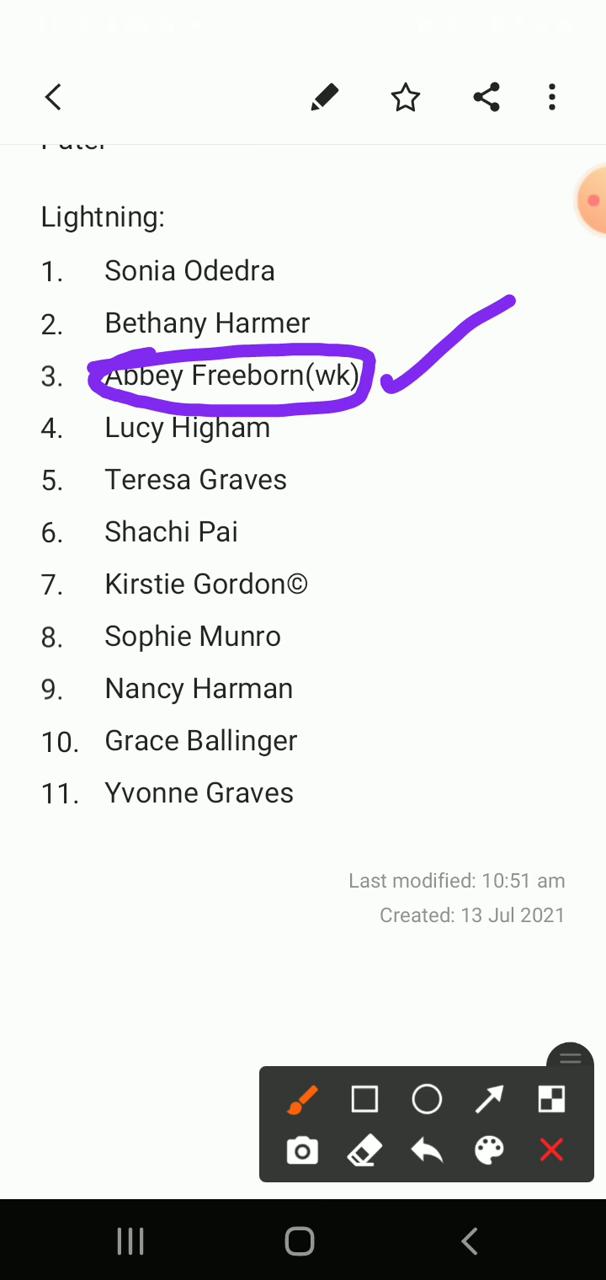 Lightning:
1. Sonia Odedra
2. Bethany Harmer
3. Abbey Freeborn(wk)
4. Lucy Higham
5. Teresa Graves
6. Shachi Pai
7. Kirstie Gordon©
8. Sophie Munro
9. Nancy Harman
10. Grace Ballinger
11. Yvonne Graves
Last modified: 10:51 am
Created: 13 Jul 2021